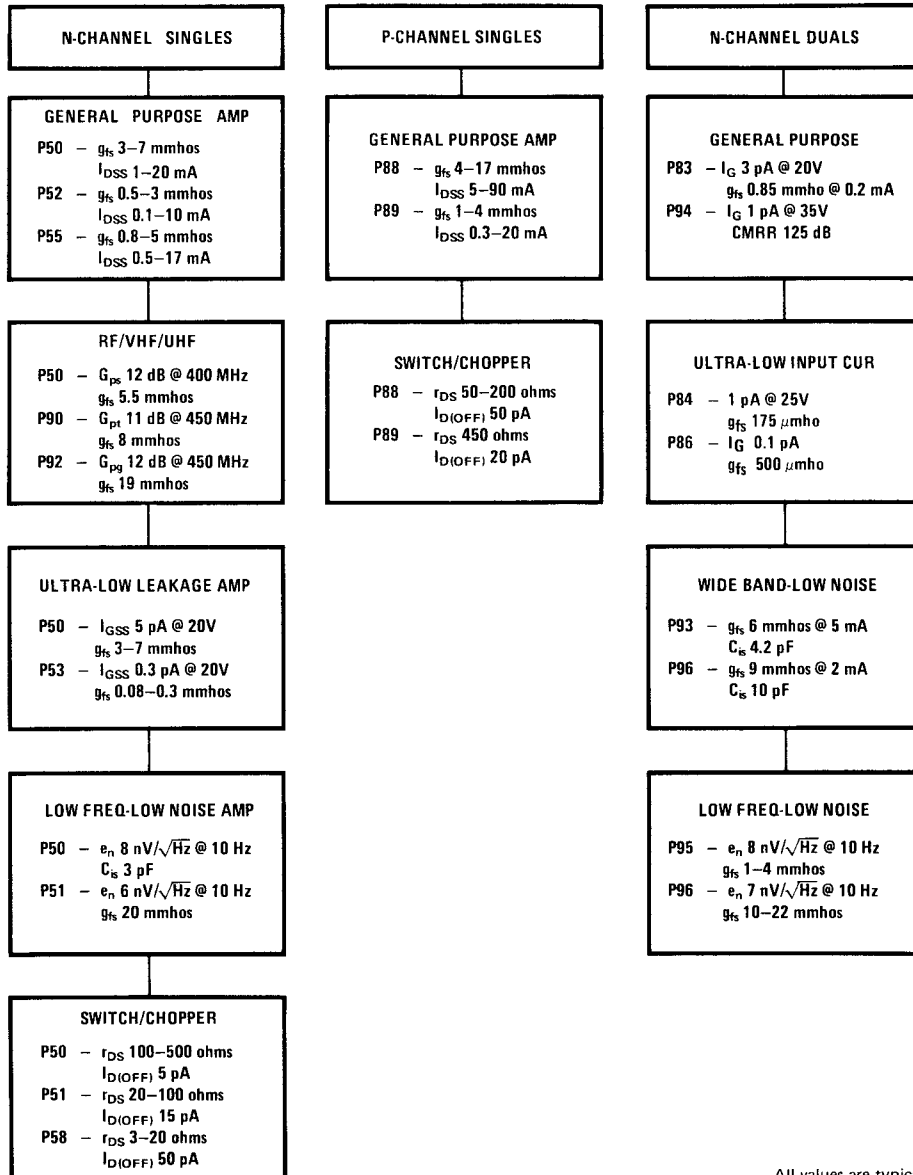 N-CHANNEL SINGLES
GENERAL PURPOSE AMP
P50 – gfs 3–7 mmhos
IDSS 1–20 mA
P52 – gfs 0.5–3 mmhos
IDSS 0.1–10 mA
P55 – gfs 0.8–5 mmhos
IDSS 0.5–17 mA
RF/VHF/UHF
P50 – Gps 12 dB @ 400 MHz
gfs 5.5 mmhos
P90 – Gpt 11 dB @ 450 MHz
gfs 8 mmhos
P92 – Gpg 12 dB @ 450 MHz
gfs 19 mmhos
ULTRA-LOW LEAKAGE AMP
P50 – IGSS 5 pA @ 20V
gfs 3–7 mmhos
P53 – IGSS 0.3 pA @ 20V
gfs 0.08–0.3 mmhos
LOW FREQ-LOW NOISE AMP
P50 – en 8 nV/√Hz @ 10 Hz
Cis 3 pF
P51 – en 6 nV/√Hz @ 10 Hz
gfs 20 mmhos
SWITCH/CHOPPER
P50 – rDS 100–500 ohms
ID(OFF) 5 pA
P51 – rDS 20–100 ohms
ID(OFF) 15 pA
P58 – rDS 3–20 ohms
ID(OFF) 50 pA
P-CHANNEL SINGLES
GENERAL PURPOSE AMP
P88 – gfs 4–17 mmhos
IDSS 5–90 mA
P89 – gfs 1–4 mmhos
IDSS 0.3–20 mA
SWITCH/CHOPPER
P88 – rDS 50–200 ohms
ID(OFF) 50 pA
P89 – rDS 450 ohms
ID(OFF) 20 pA
N-CHANNEL DUALS
GENERAL PURPOSE
P83 – IG 3 pA @ 20V
gfs 0.85 mmho @ 0.2 mA
P94 – IG 1 pA @ 35V
CMRR 125 dB
ULTRA-LOW INPUT CUR
P84 – 1 pA @ 25V
gfs 175 μmho
P86 – IG 0.1 pA
gfs 500 μmho
WIDE BAND-LOW NOISE
P93 – gfs 6 mmhos @ 5 mA
Cis 4.2 pF
P96 – gfs 9 mmhos @ 2 mA
Cis 10 pF
LOW FREQ-LOW NOISE
P95 – en 8 nV/√Hz @ 10 Hz
gfs 1–4 mmhos
P96 – en 7 nV/√Hz @ 10 Hz
gfs 10–22 mmhos
All values are